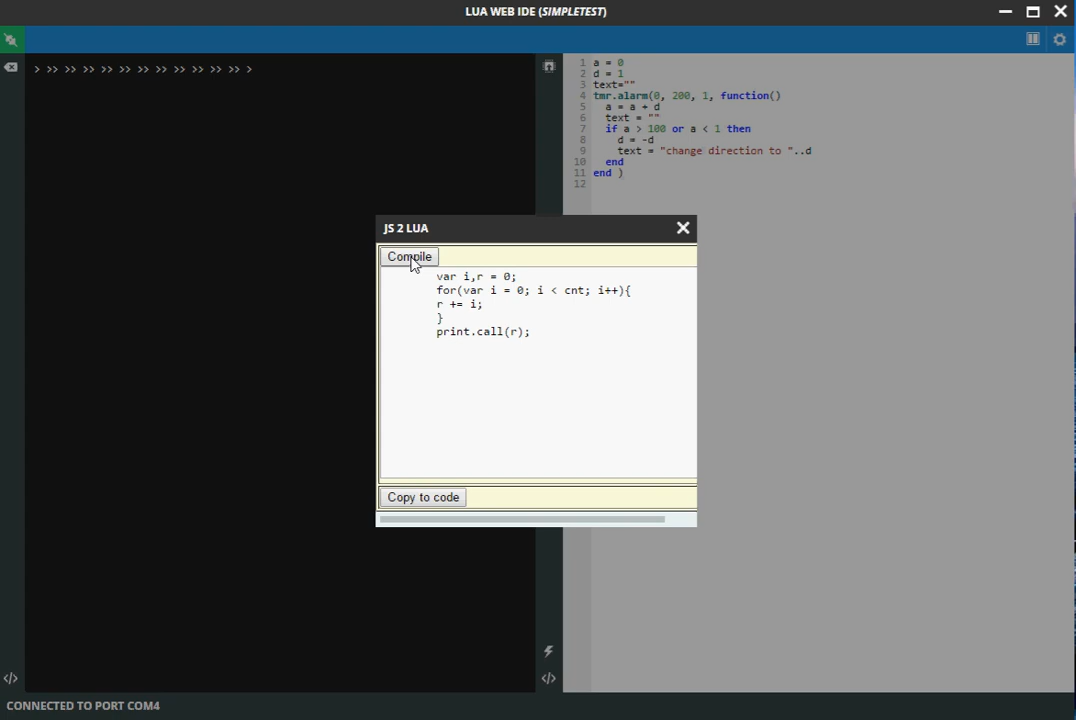 LUA WEB IDE (SIMPLETEST)
> >> >> >> >> >> >> >> >> >> >> >> >
1 a = 0
2 d = 1
3 text=""
4 tmr.alarm(0, 200, 1, function()
5 a = a + d
6 text = ""
7 if a > 100 or a < 1 then
8 d = -d
9 text = "change direction to "..d
10 end
11 end )
12
JS 2 LUA
Compile
var i,r = 0;
for(var i = 0; i < cnt; i++){
r += i;
}
print.call(r);
Copy to code
</>
</>
CONNECTED TO PORT COM4